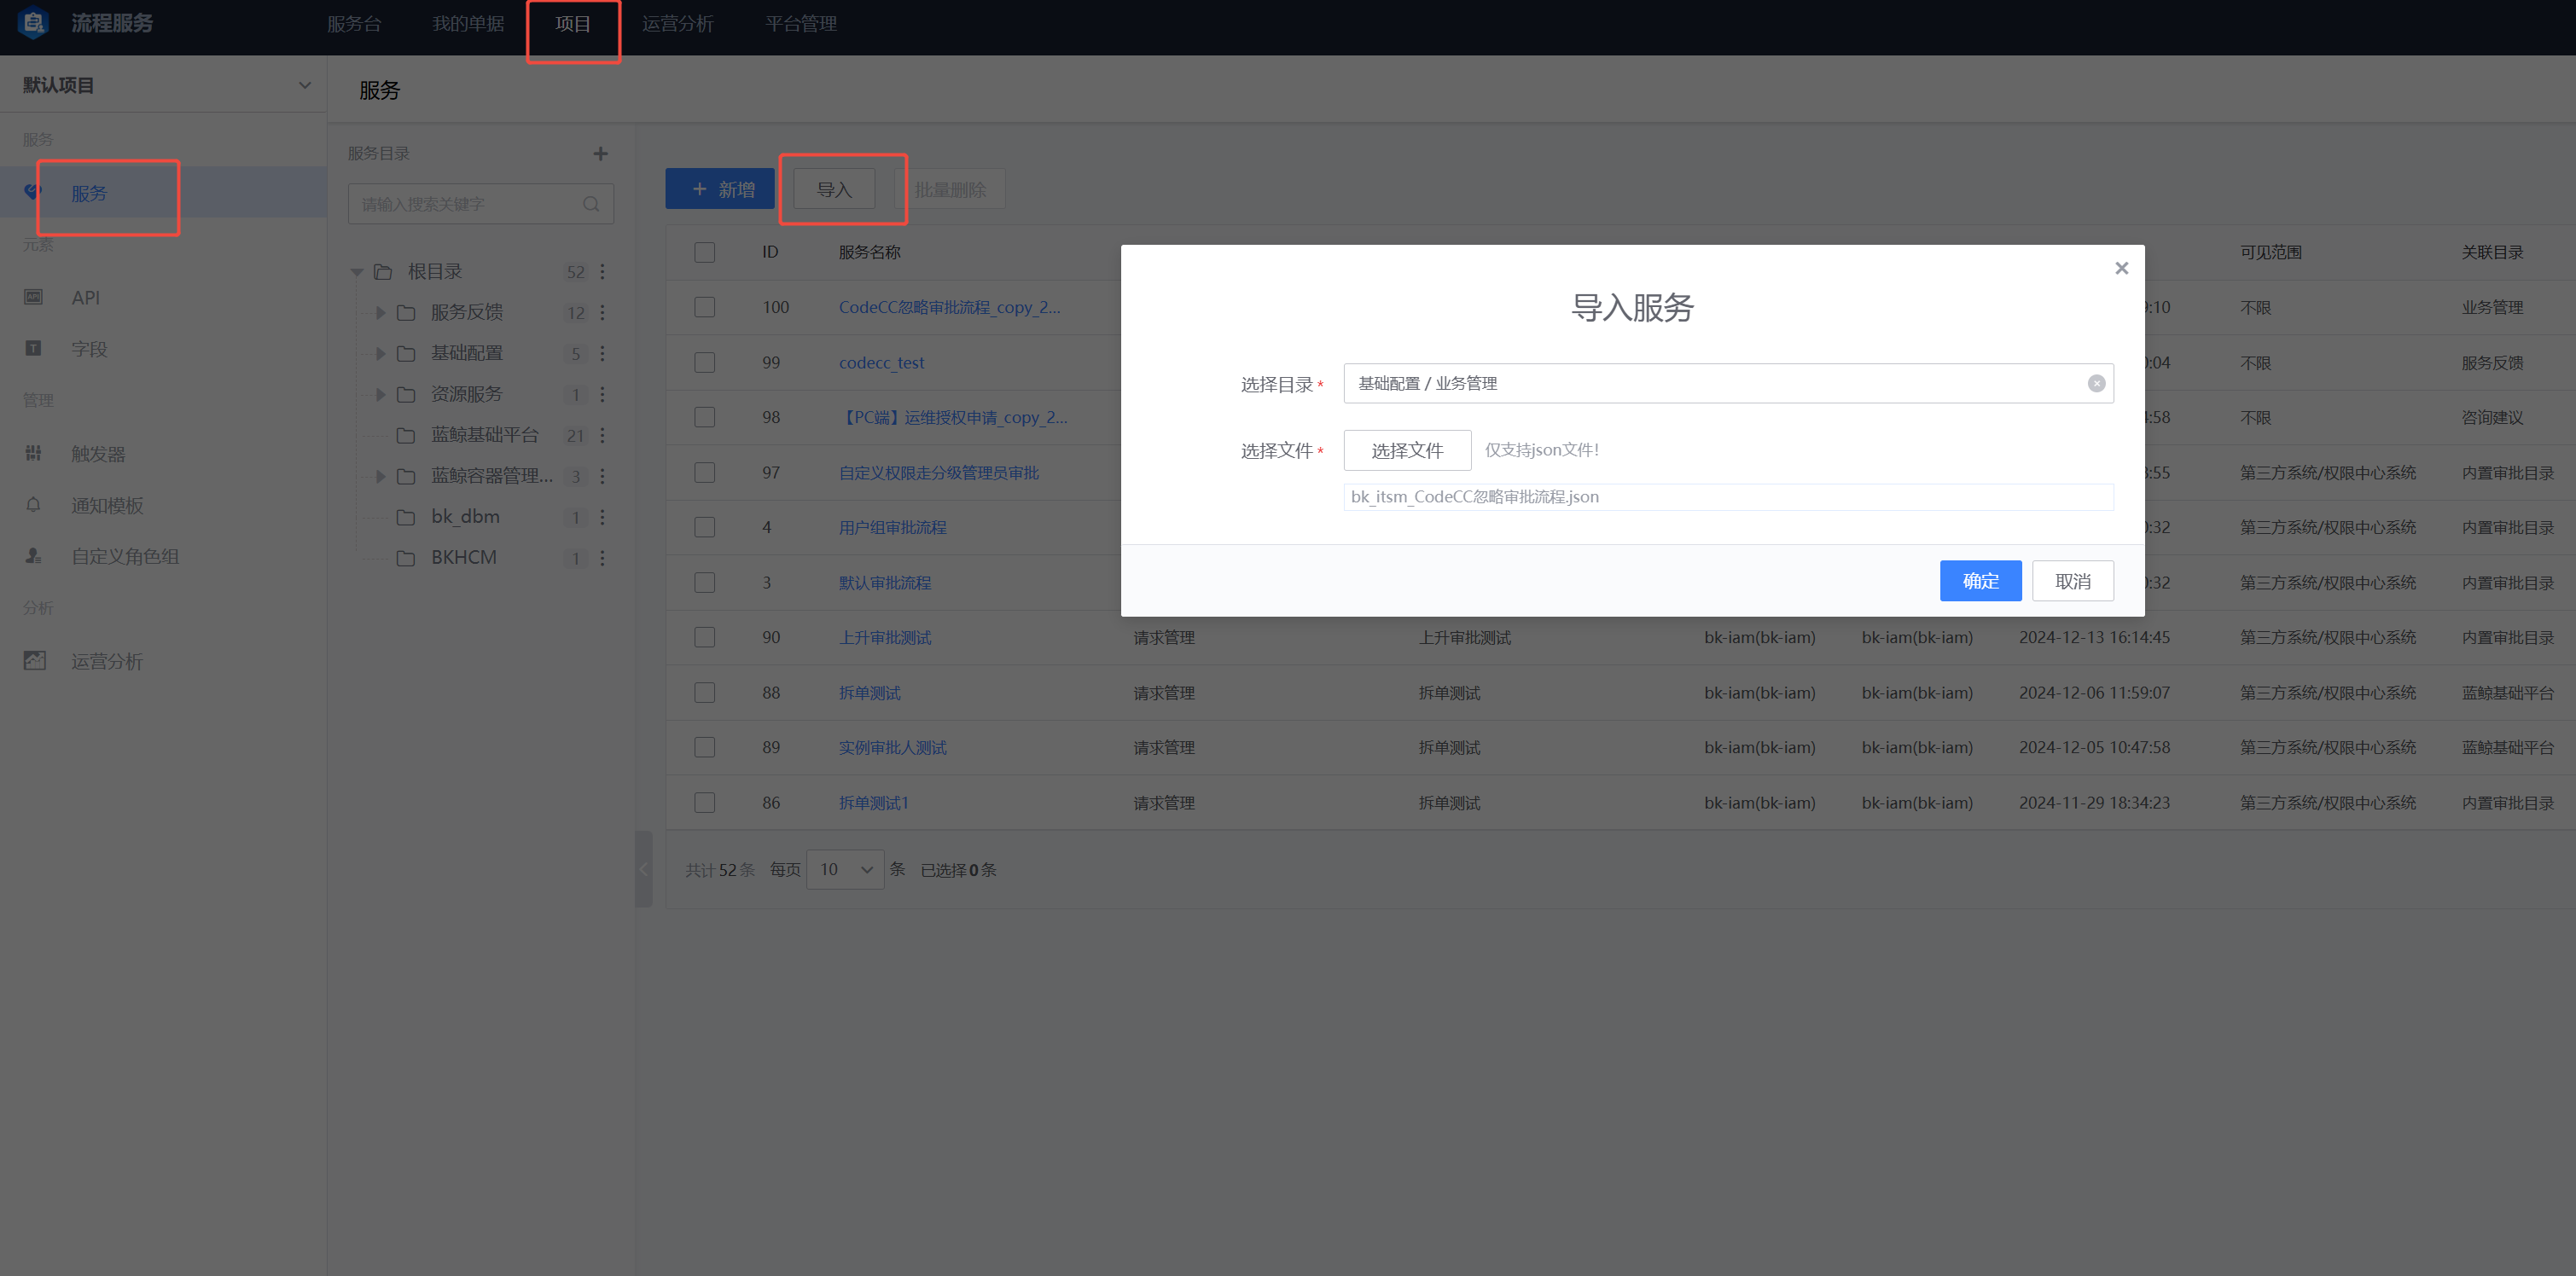 流程服务
服务台 我的单据 项目 运营分析 平台管理
默认项目
服务
服务
元素
API
字段
管理
触发器
通知模板
自定义角色组
分析
运营分析
服务
服务目录
请输入搜索关键字
根目录 52
服务反馈 12
基础配置 5
资源服务 1
蓝鲸基础平台 21
蓝鲸容器管理... 3
bk_dbm 1
BKHCM 1
新增 导入 批量删除
ID 服务名称 可见范围 关联目录
100 CodeCC忽略审批流程_copy_2... :10 不限 业务管理
99 codecc_test :04 不限 服务反馈
98 【PC端】运维授权申请_copy_2... :58 不限 咨询建议
97 自定义权限走分级管理员审批 :55 第三方系统/权限中心系统 内置审批目录
4 用户组审批流程 :32 第三方系统/权限中心系统 内置审批目录
3 默认审批流程 :32 第三方系统/权限中心系统 内置审批目录
90 上升审批测试 请求管理 上升审批测试 bk-iam(bk-iam) bk-iam(bk-iam) 2024-12-13 16:14:45 第三方系统/权限中心系统 内置审批目录
88 拆单测试 请求管理 拆单测试 bk-iam(bk-iam) bk-iam(bk-iam) 2024-12-06 11:59:07 第三方系统/权限中心系统 蓝鲸基础平台
89 实例审批人测试 请求管理 拆单测试 bk-iam(bk-iam) bk-iam(bk-iam) 2024-12-05 10:47:58 第三方系统/权限中心系统 蓝鲸基础平台
86 拆单测试1 请求管理 拆单测试 bk-iam(bk-iam) bk-iam(bk-iam) 2024-11-29 18:34:23 第三方系统/权限中心系统 内置审批目录
共计 52 条 每页 10 条 已选择 0 条
导入服务
选择目录 * 基础配置 / 业务管理
选择文件 * 选择文件 仅支持json文件!
bk_itsm_CodeCC忽略审批流程.json
确定 取消